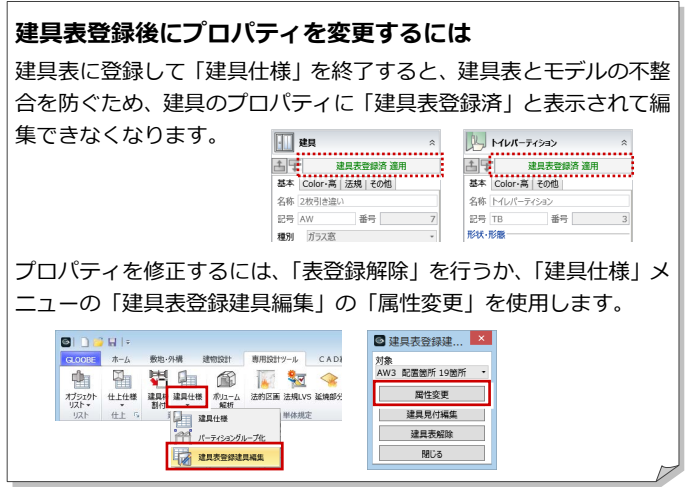 建具表登録後にプロパティを変更するには
建具表に登録して「建具仕様」を終了すると、建具表とモデルの不整
合を防ぐため、建具のプロパティに「建具表登録済」と表示されて編
集できなくなります。
建具
建具表登録済 適用
基本 Color・高 法規 その他
名称 2枚引き違い
記号 AW 番号 7
種別 ガラス窓
トイレパーティション
建具表登録済 適用
基本 Color・高 その他
名称 トイレパーティション
記号 TB 番号 3
形状・形態
プロパティを修正するには、「表登録解除」を行うか、「建具仕様」メ
ニューの「建具表登録建具編集」の「属性変更」を使用します。
GLOOBE ホーム 敷地・外構 建物設計 専用設計ツール CAD
オブジェクト 仕上仕様 建具 建具仕様 ボリューム 法的区画 法規LVS 延焼部分
リスト 割付 解析
リスト 仕上 単体規定
建具仕様
パーティショングループ化
建具表登録建具編集
建具表登録建...
対象
AW3 配置箇所 19箇所
属性変更
建具見付編集
建具表解除
閉じる